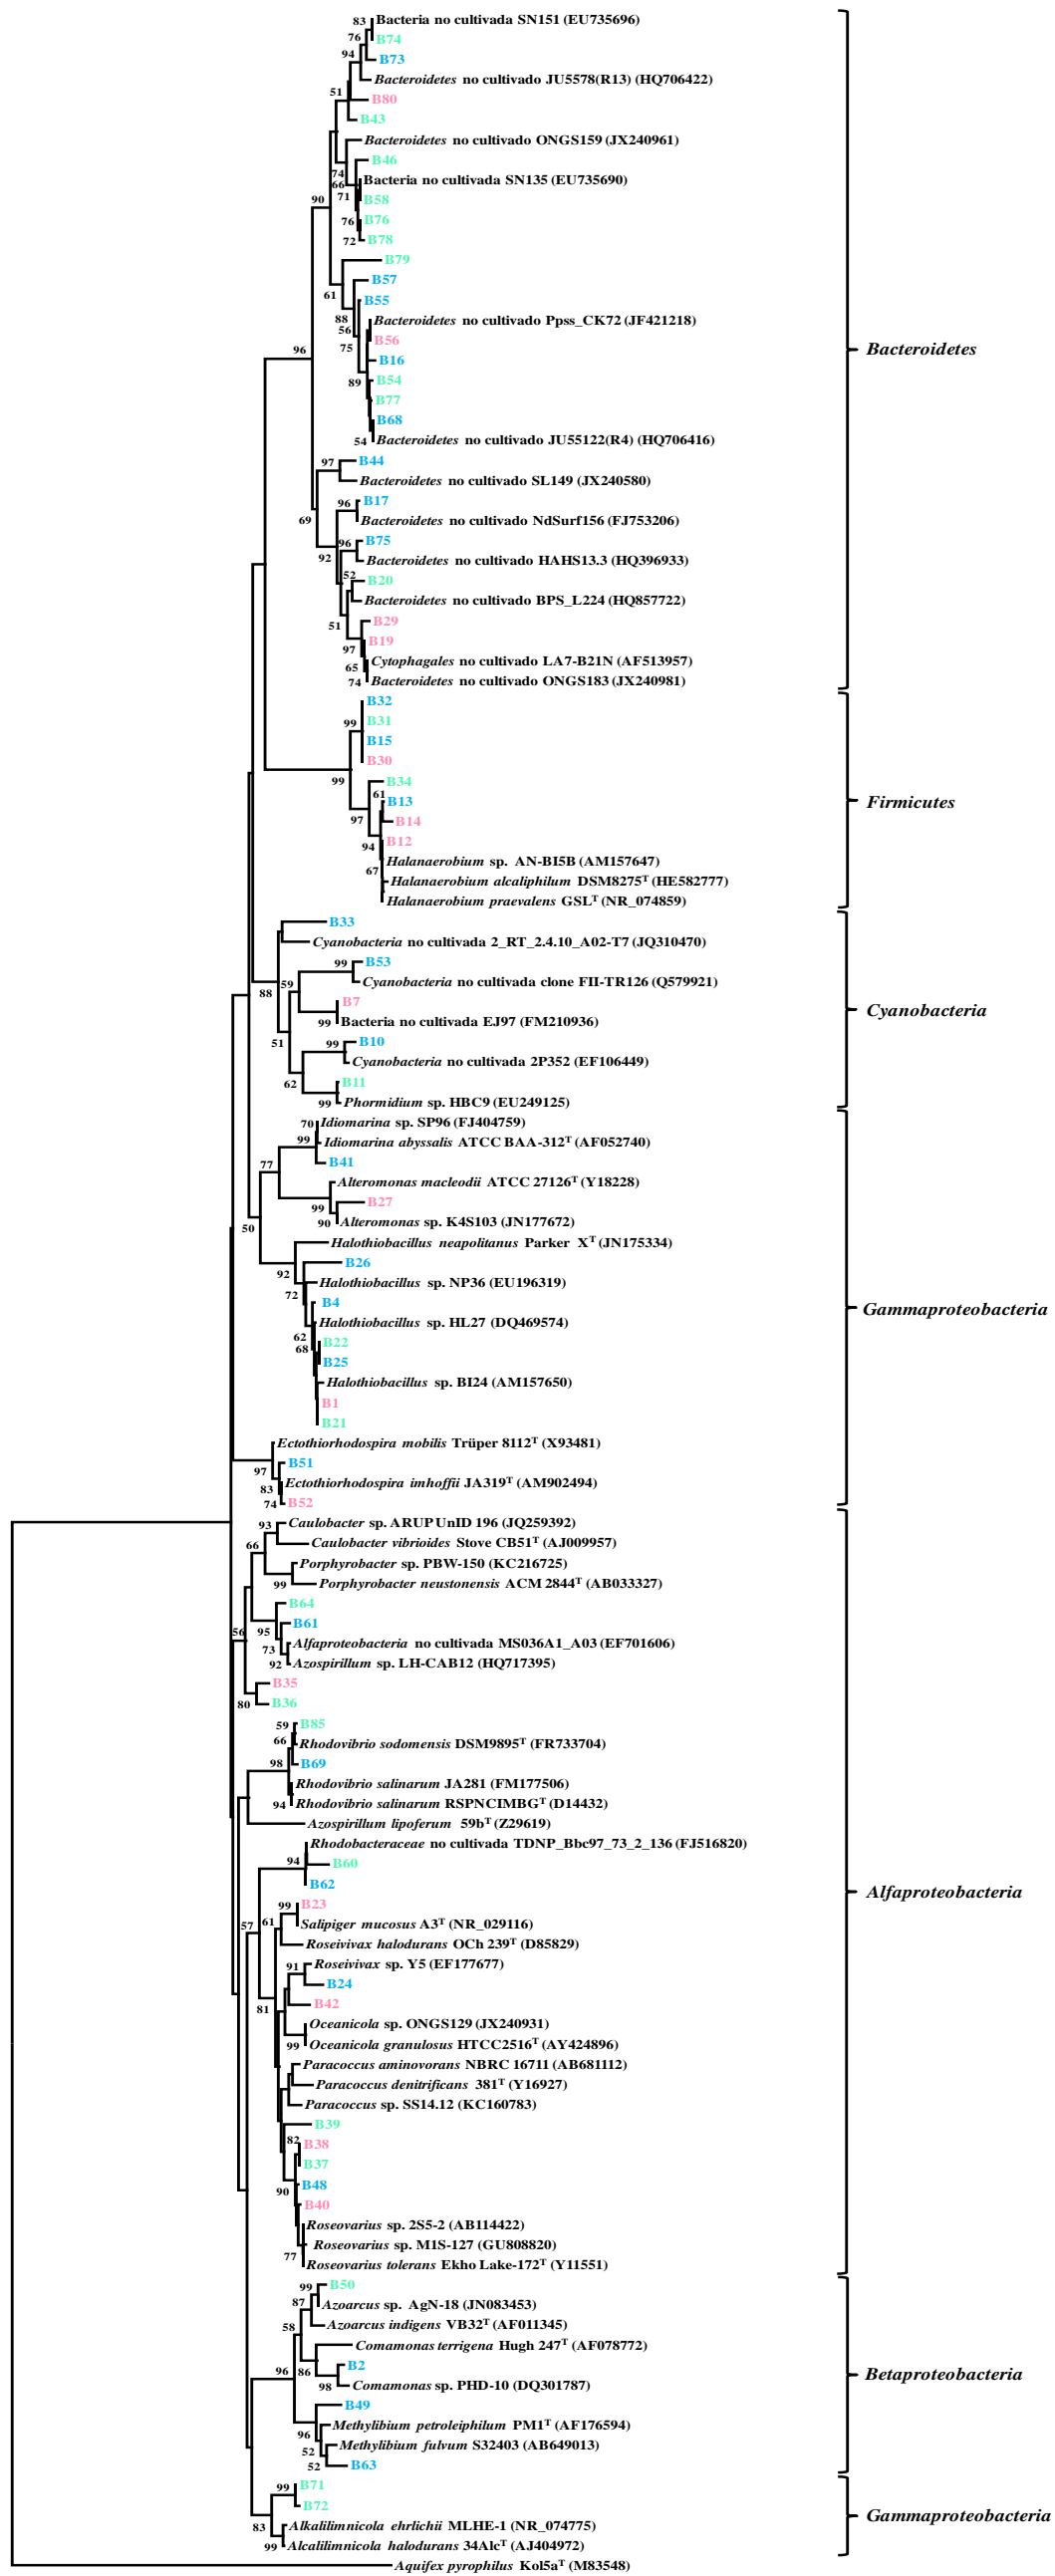 83 Bacteria no cultivada SN151 (EU735696)
76 B74
94 B73
Bacteroidetes no cultivado JU5578(R13) (HQ706422)
51 B80
B43
Bacteroidetes no cultivado ONGS159 (JX240961)
74 B46
66 Bacteria no cultivada SN135 (EU735690)
90 71 B58
76 B76
72 B78
B79
61 B57
88 B55
56 Bacteroidetes no cultivado Ppss_CK72 (JF421218)
75 B56
96 B16
Bacteroidetes
89 B54
B77
B68
54 Bacteroidetes no cultivado JU55122(R4) (HQ706416)
97 B44
Bacteroidetes no cultivado SL149 (JX240580)
96 B17
69 Bacteroidetes no cultivado NdSurf156 (FJ753206)
92 96 B75
Bacteroidetes no cultivado HAHS13.3 (HQ396933)
52 B20
Bacteroidetes no cultivado BPS_L224 (HQ857722)
51 B29
97 B19
65 Cytophagales no cultivado LA7-B21N (AF513957)
74 Bacteroidetes no cultivado ONGS183 (JX240981)
B32
99 B31
B15
B30
99 B34
61 B13
Firmicutes
97 B14
94 B12
67 Halanaerobium sp. AN-BI5B (AM157647)
Halanaerobium alcaliphilum DSM8275T (HE582777)
Halanaerobium praevalens GSLT (NR_074859)
B33
Cyanobacteria no cultivada 2_RT_2.4.10_A02-T7 (JQ310470)
99 B53
88 59 Cyanobacteria no cultivada clone FII-TR126 (Q579921)
B7
Cyanobacteria
99 Bacteria no cultivada EJ97 (FM210936)
51 99 B10
Cyanobacteria no cultivada 2P352 (EF106449)
62 B11
99 Phormidium sp. HBC9 (EU249125)
70 Idiomarina sp. SP96 (FJ404759)
99 Idiomarina abyssalis ATCC BAA-312T (AF052740)
77 B41
Alteromonas macleodii ATCC 27126T (Y18228)
99 B27
50 90 Alteromonas sp. K4S103 (JN177672)
Halothiobacillus neapolitanus Parker XT (JN175334)
92 B26
72 Halothiobacillus sp. NP36 (EU196319)
B4
Gammaproteobacteria
62 Halothiobacillus sp. HL27 (DQ469574)
68 B22
B25
Halothiobacillus sp. BI24 (AM157650)
B1
B21
Ectothiorhodospira mobilis Trüper 8112T (X93481)
97 B51
83 Ectothiorhodospira imhoffii JA319T (AM902494)
74 B52
93 Caulobacter sp. ARUP UnID 196 (JQ259392)
66 Caulobacter vibrioides Stove CB51T (AJ009957)
Porphyrobacter sp. PBW-150 (KC216725)
99 Porphyrobacter neustonensis ACM 2844T (AB033327)
B64
56 95 B61
73 Alfaproteobacteria no cultivada MS036A1_A03 (EF701606)
92 Azospirillum sp. LH-CAB12 (HQ717395)
B35
80 B36
59 B85
66 Rhodovibrio sodomensis DSM9895T (FR733704)
98 B69
Rhodovibrio salinarum JA281 (FM177506)
94 Rhodovibrio salinarum RSPNCIMBGT (D14432)
Azospirillum lipoferum 59bT (Z29619)
Rhodobacteraceae no cultivada TDNP_Bbc97_73_2_136 (FJ516820)
94 B60
B62
Alfaproteobacteria
99 B23
57 61 Salipiger mucosus A3T (NR_029116)
Roseivivax halodurans OCh 239T (D85829)
91 Roseivivax sp. Y5 (EF177677)
B24
81 B42
Oceanicola sp. ONGS129 (JX240931)
99 Oceanicola granulosus HTCC2516T (AY424896)
Paracoccus aminovorans NBRC 16711 (AB681112)
Paracoccus denitrificans 381T (Y16927)
Paracoccus sp. SS14.12 (KC160783)
B39
82 B38
B37
90 B48
B40
Roseovarius sp. 2S5-2 (AB114422)
Roseovarius sp. M1S-127 (GU808820)
77 Roseovarius tolerans Ekho Lake-172T (Y11551)
99 B50
87 Azoarcus sp. AgN-18 (JN083453)
58 Azoarcus indigens VB32T (AF011345)
Comamonas terrigena Hugh 247T (AF078772)
96 86 B2
Betaproteobacteria
98 Comamonas sp. PHD-10 (DQ301787)
B49
96 Methylibium petroleiphilum PM1T (AF176594)
52 Methylibium fulvum S32403 (AB649013)
52 B63
99 B71
B72
Gammaproteobacteria
83 Alkalilimnicola ehrlichii MLHE-1 (NR_074775)
99 Alcalilimnicola halodurans 34AlcT (AJ404972)
Aquifex pyrophilus Kol5aT (M83548)